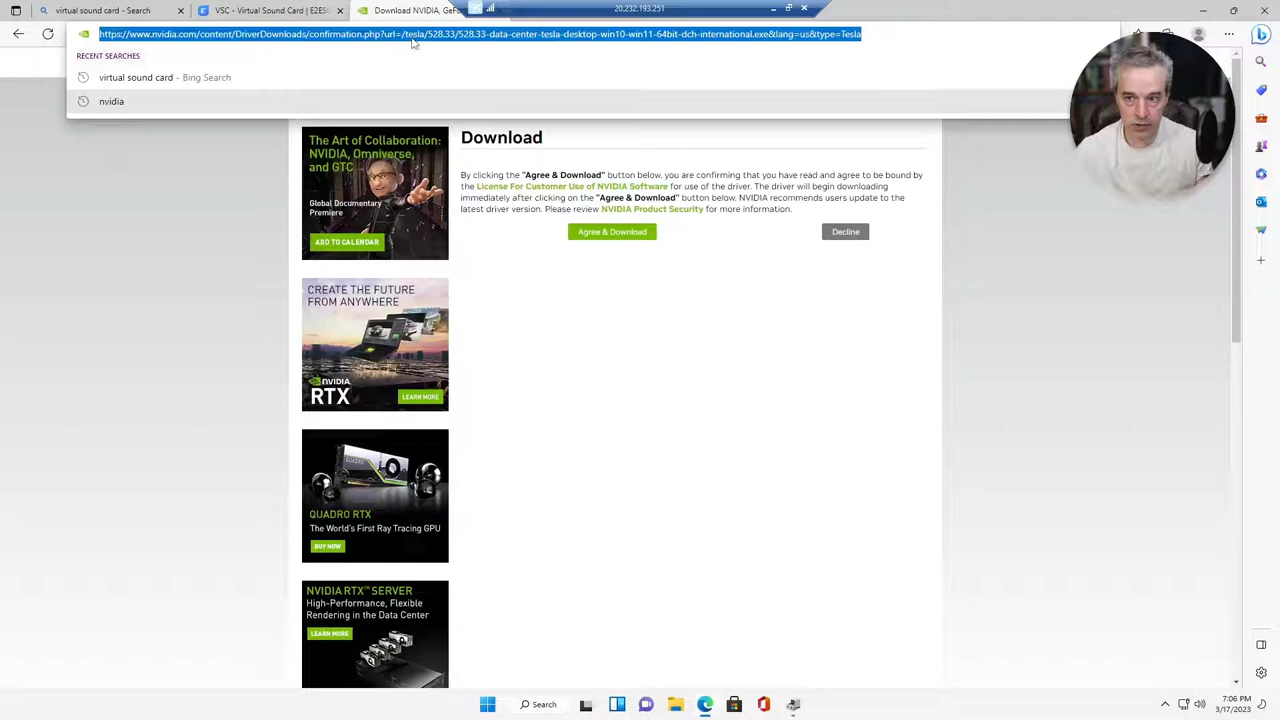 virtual sound card - Search
VSC - Virtual Sound Card | E2eSo
20.232.193.251
https://www.nvidia.com/content/DriverDownloads/confirmation.php?url=/tesla/528.33/528.33-data-center-tesla-desktop-win10-win11-64bit-dch-international.exe&lang=us&type=Tesla
RECENT SEARCHES
virtual sound card - Bing Search
nvidia
The Art of Collaboration:
NVIDIA, Omniverse,
and GTC
Global Documentary
Premiere
ADD TO CALENDAR
CREATE THE FUTURE
FROM ANYWHERE
NVIDIA
RTX
LEARN MORE
QUADRO RTX
The World's First Ray Tracing GPU
BUY NOW
NVIDIA RTX™ SERVER
High-Performance, Flexible
Rendering in the Data Center
LEARN MORE
Download
By clicking the "Agree & Download" button below, you are confirming that you have read and agree to be bound by
the License For Customer Use of NVIDIA Software for use of the driver. The driver will begin downloading
immediately after clicking on the "Agree & Download" button below. NVIDIA recommends users update to the
latest driver version. Please review NVIDIA Product Security for more information.
Agree & Download
Decline
Search
7:06 PM
3/17/2023